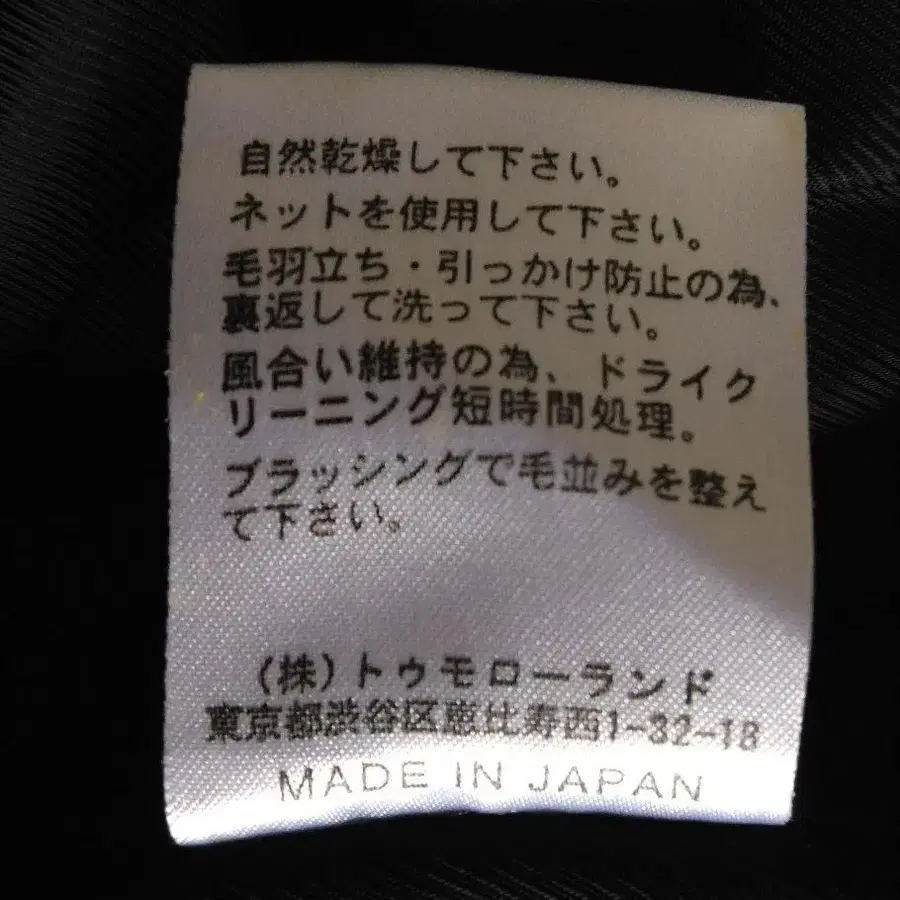 自然乾燥して下さい。
ネットを使用して下さい。
毛羽立ち・引っかけ防止の為、
裏返して洗って下さい。
風合い維持の為、ドライク
リーニング短時間処理。
ブラッシングで毛並みを整え
て下さい。
(株)トゥモローランド
東京都渋谷区恵比寿西1-32-18
MADE IN JAPAN